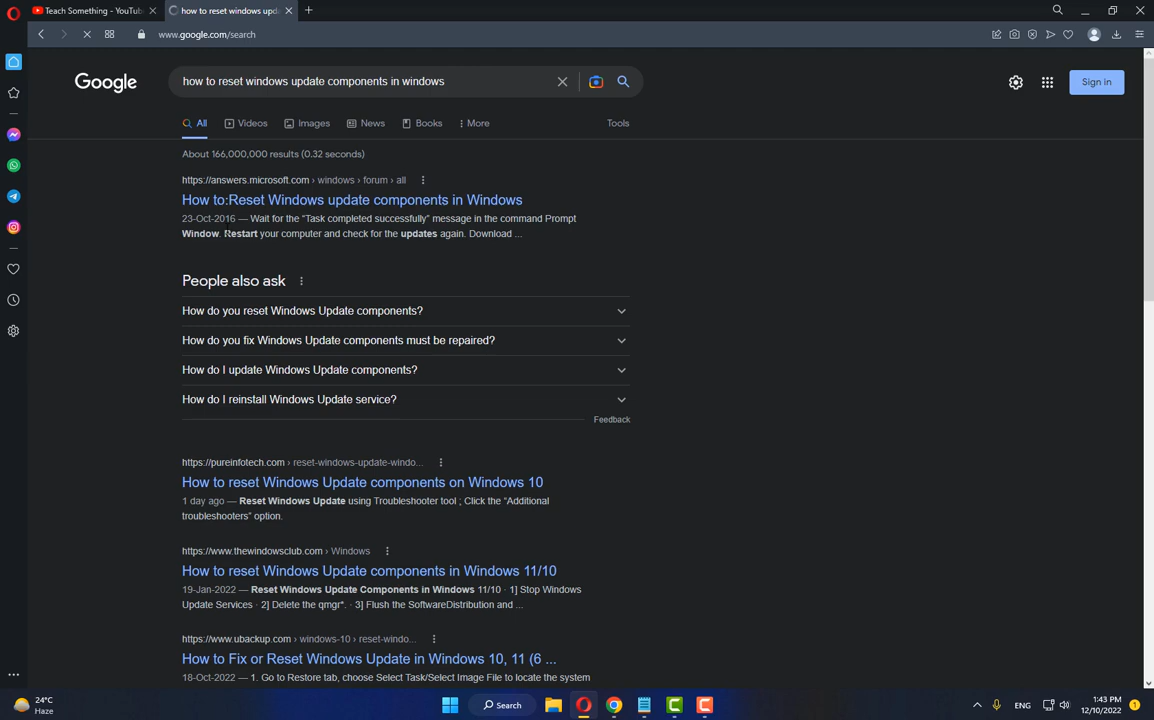 Teach Something - YouTub
how to reset windows upd
www.google.com/search
Google
how to reset windows update components in windows
Sign in
All
Videos
Images
News
Books
More
Tools
About 166,000,000 results (0.32 seconds)
https://answers.microsoft.com › windows › forum › all
How to:Reset Windows update components in Windows
23-Oct-2016 — Wait for the "Task completed successfully" message in the command Prompt
Window. Restart your computer and check for the updates again. Download ...
People also ask
How do you reset Windows Update components?
How do you fix Windows Update components must be repaired?
How do I update Windows Update components?
How do I reinstall Windows Update service?
Feedback
https://pureinfotech.com › reset-windows-update-windo...
How to reset Windows Update components on Windows 10
1 day ago — Reset Windows Update using Troubleshooter tool ; Click the "Additional
troubleshooters" option.
https://www.thewindowsclub.com › Windows
How to reset Windows Update components in Windows 11/10
19-Jan-2022 — Reset Windows Update Components in Windows 11/10 · 1] Stop Windows
Update Services · 2] Delete the qmgr*. · 3] Flush the SoftwareDistribution and ...
https://www.ubackup.com › windows-10 › reset-windo...
How to Fix or Reset Windows Update in Windows 10, 11 (6 ...
18-Oct-2022 — 1. Go to Restore tab, choose Select Task/Select Image File to locate the system
24°C
Haze
Search
ENG
1:43 PM
12/10/2022
1